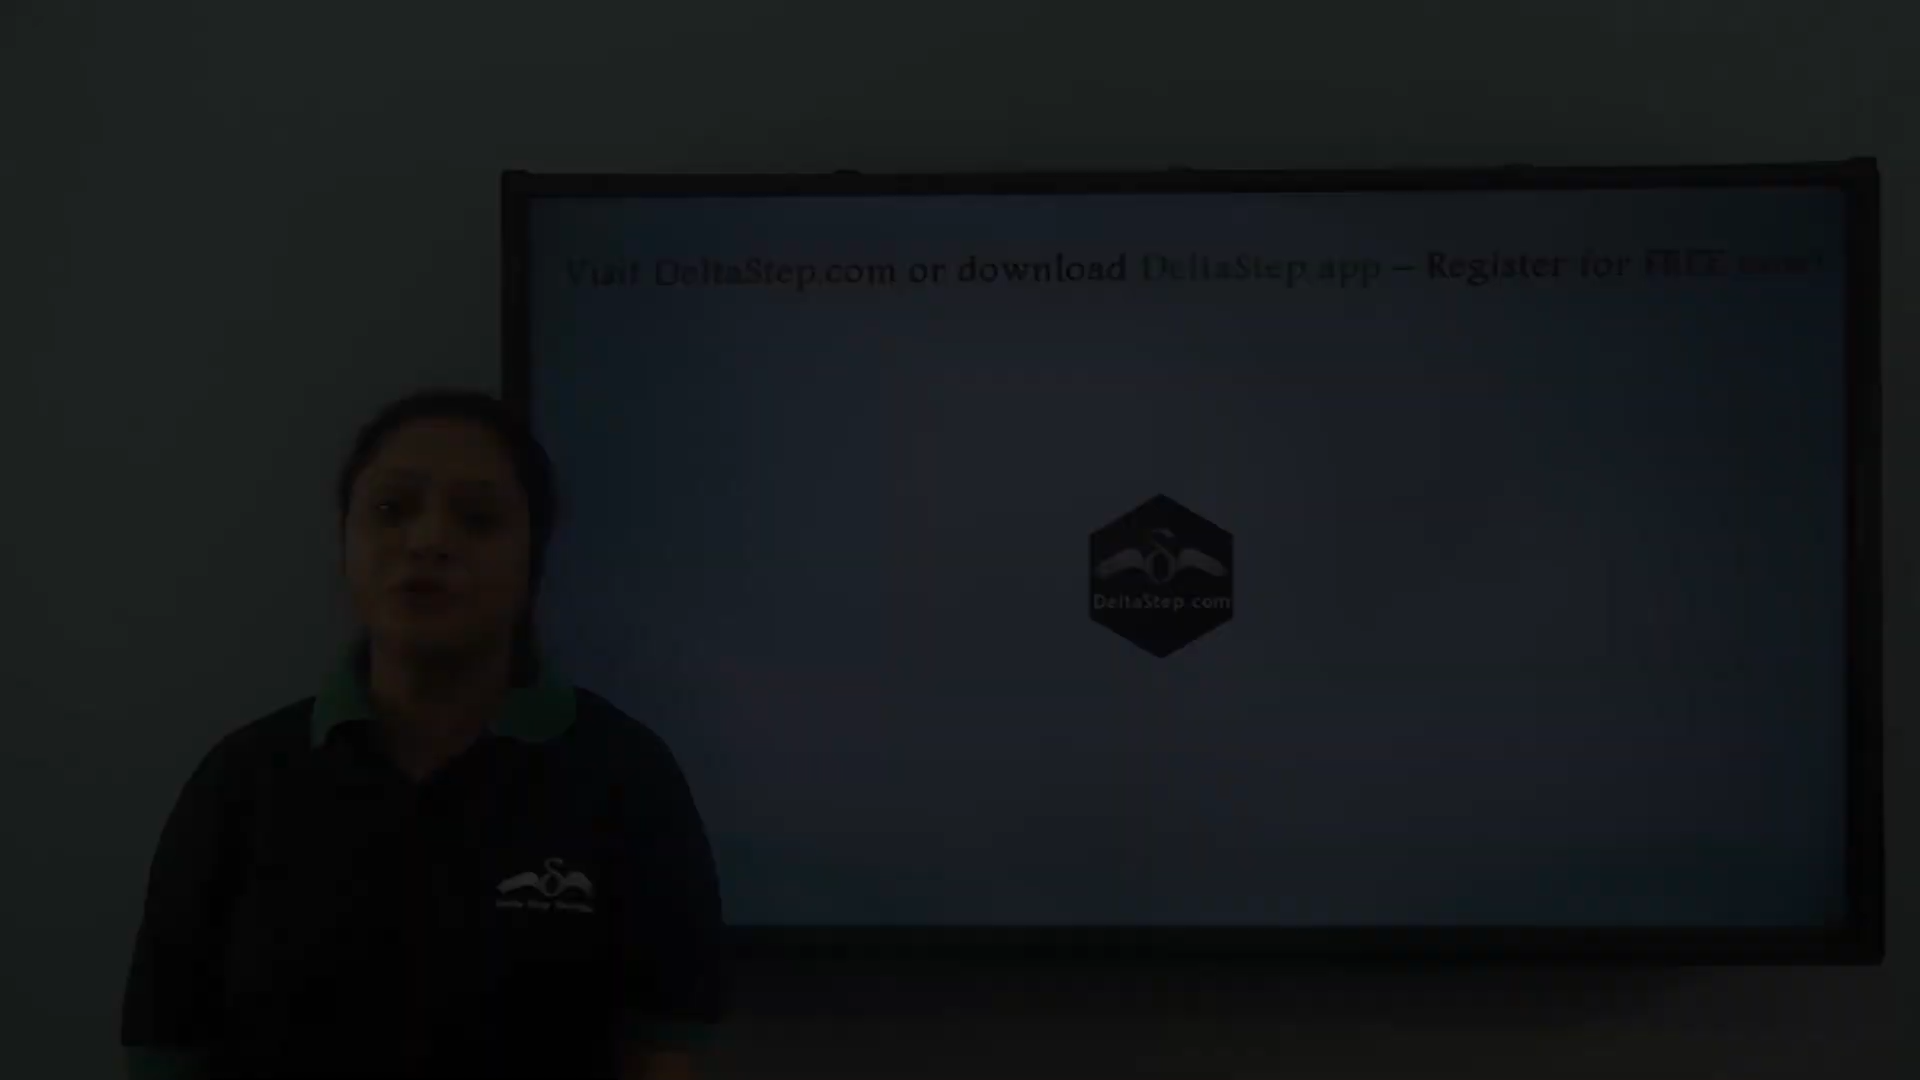 Visit DeltaStep.com or download DeltaStep app – Register for FREE now!
δ
DeltaStep.com
δ